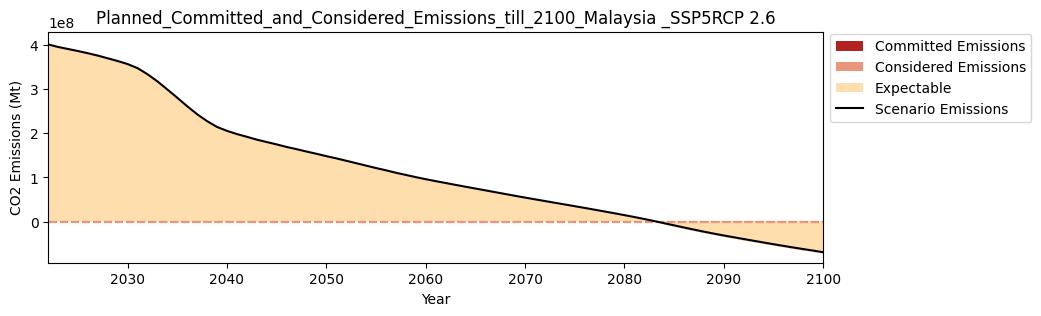 Planned_Committed_and_Considered_Emissions_till_2100_Malaysia _SSP5RCP 2.6
1e8
4
3
2
1
0
CO2 Emissions (Mt)
2030 2040 2050 2060 2070 2080 2090 2100
Year
Committed Emissions
Considered Emissions
Expectable
Scenario Emissions